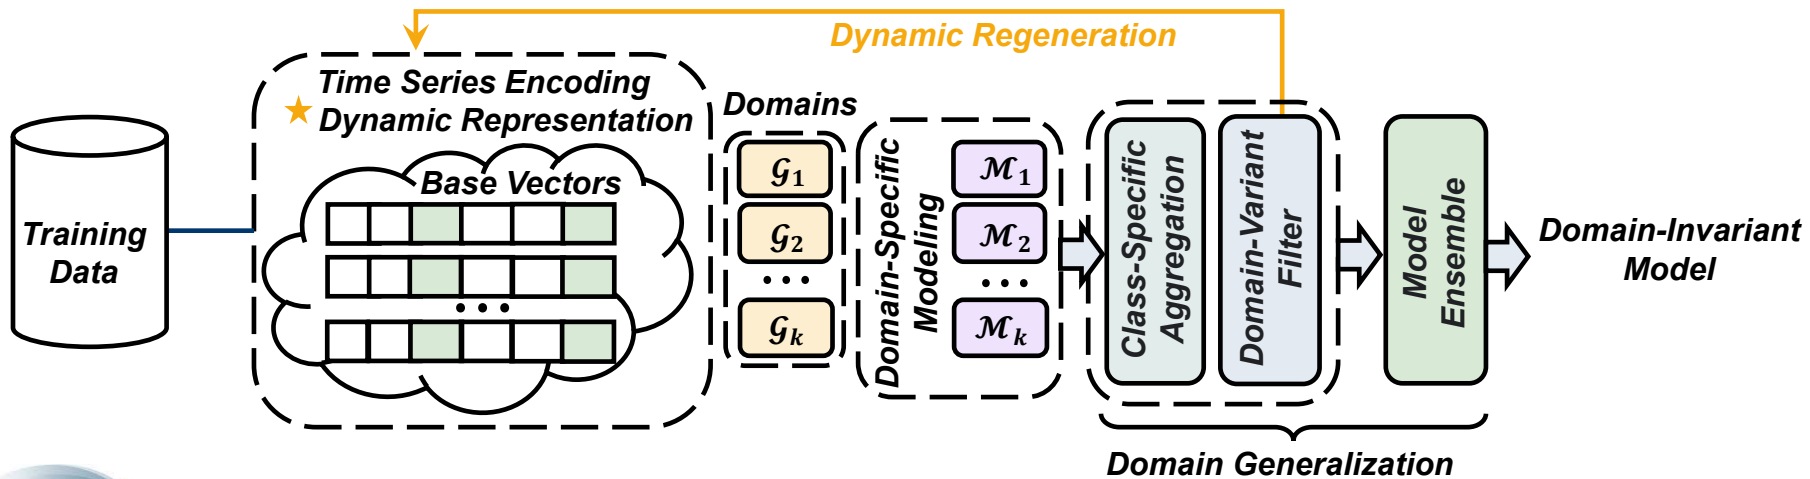 Dynamic Regeneration
Time Series Encoding
Dynamic Representation
Domains
Training
Data
Base Vectors
• • •
𝒢1
𝒢2
• • •
𝒢k
Domain-Specific
Modeling
ℳ1
ℳ2
• • •
ℳk
Class-Specific
Aggregation
Domain-Variant
Filter
Model
Ensemble
Domain-Invariant
Model
Domain Generalization